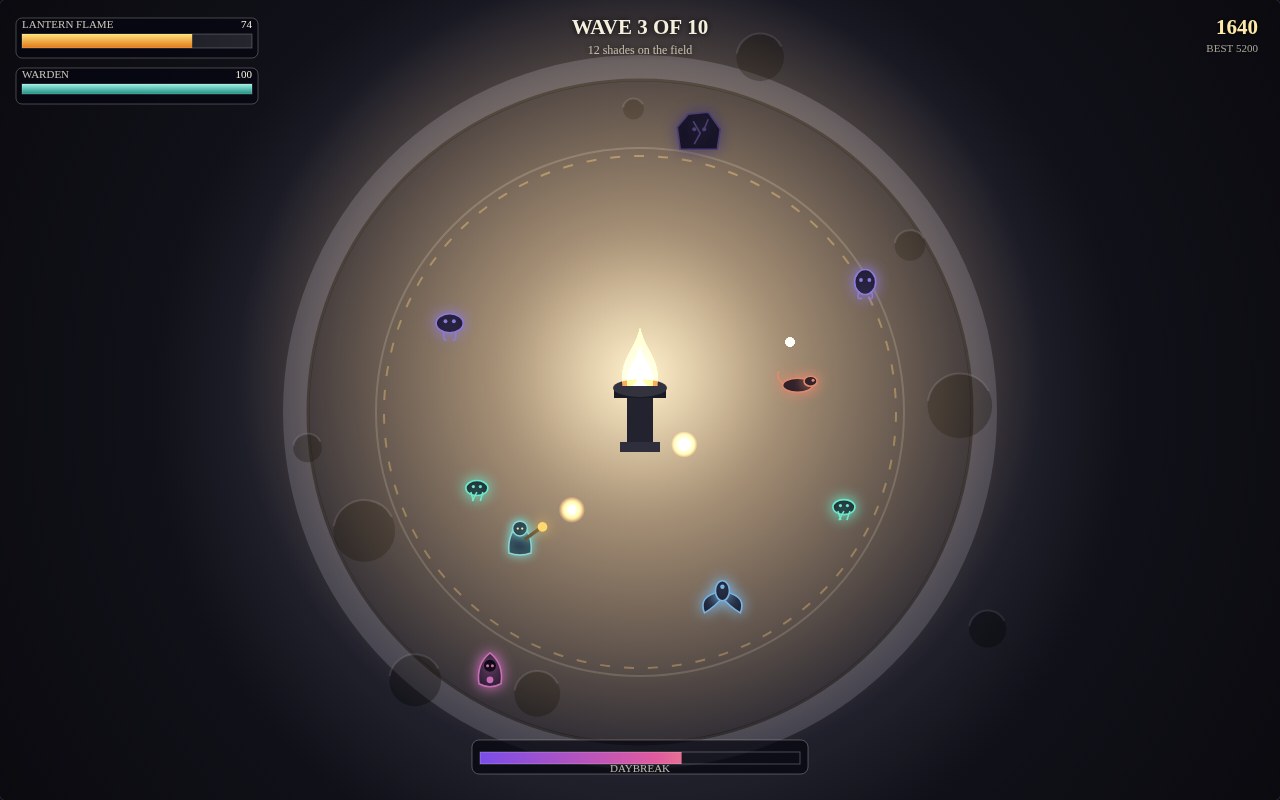 LANTERN FLAME 74
WARDEN 100
WAVE 3 OF 10
12 shades on the field
1640
BEST 5200
DAYBREAK